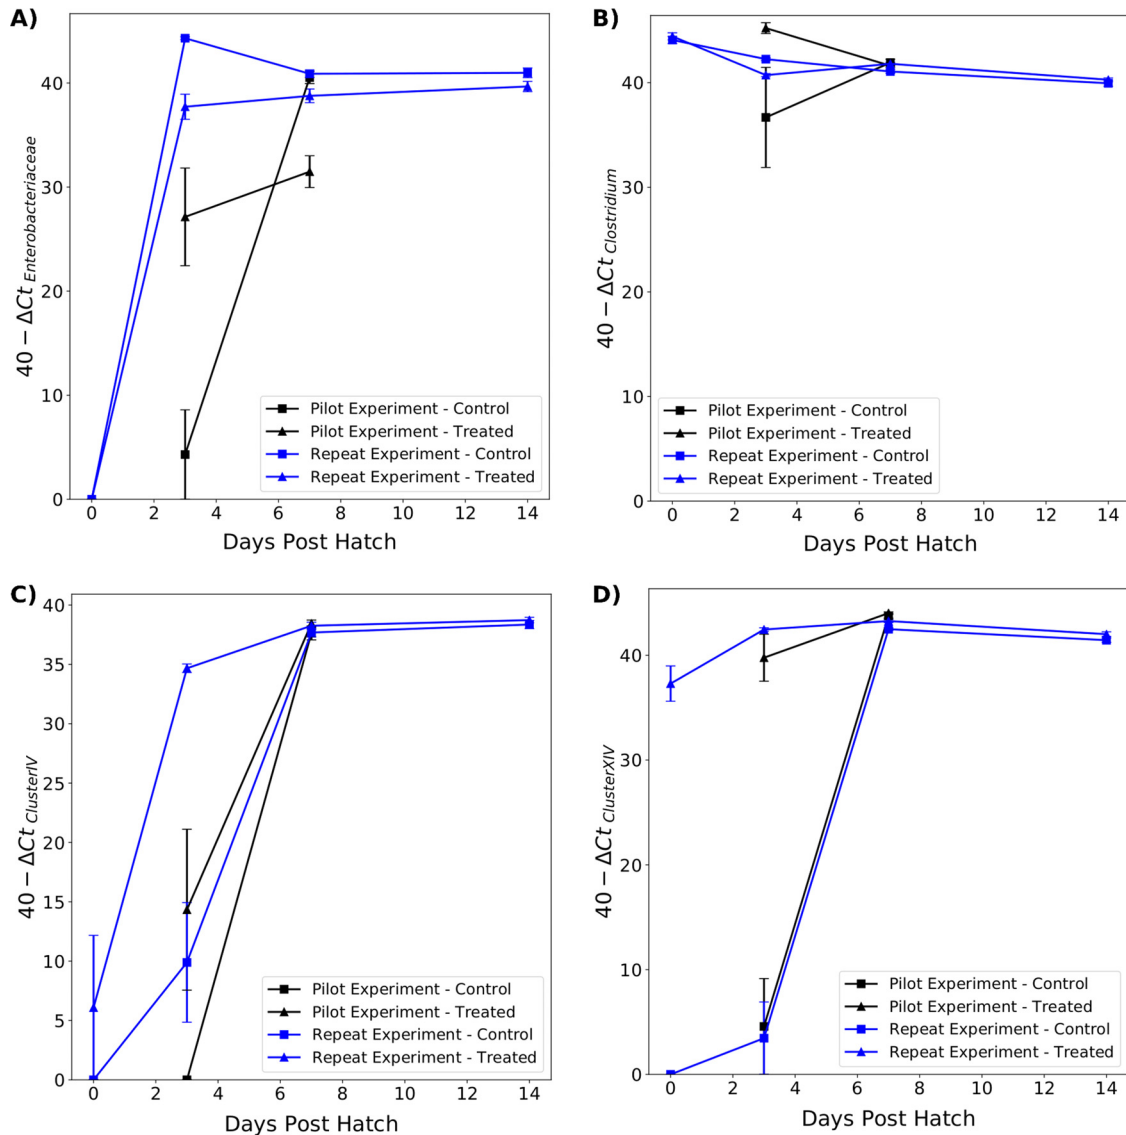 A)
40
30
20
10
0
40 − ΔCt Enterobacteriaceae
Pilot Experiment - Control
Pilot Experiment - Treated
Repeat Experiment - Control
Repeat Experiment - Treated
0 2 4 6 8 10 12 14
Days Post Hatch
B)
40
30
20
10
0
40 − ΔCt Clostridium
Pilot Experiment - Control
Pilot Experiment - Treated
Repeat Experiment - Control
Repeat Experiment - Treated
0 2 4 6 8 10 12 14
Days Post Hatch
C)
40
35
30
25
20
15
10
5
0
40 − ΔCt ClusterIV
Pilot Experiment - Control
Pilot Experiment - Treated
Repeat Experiment - Control
Repeat Experiment - Treated
0 2 4 6 8 10 12 14
Days Post Hatch
D)
40
30
20
10
0
40 − ΔCt ClusterXIV
Pilot Experiment - Control
Pilot Experiment - Treated
Repeat Experiment - Control
Repeat Experiment - Treated
0 2 4 6 8 10 12 14
Days Post Hatch